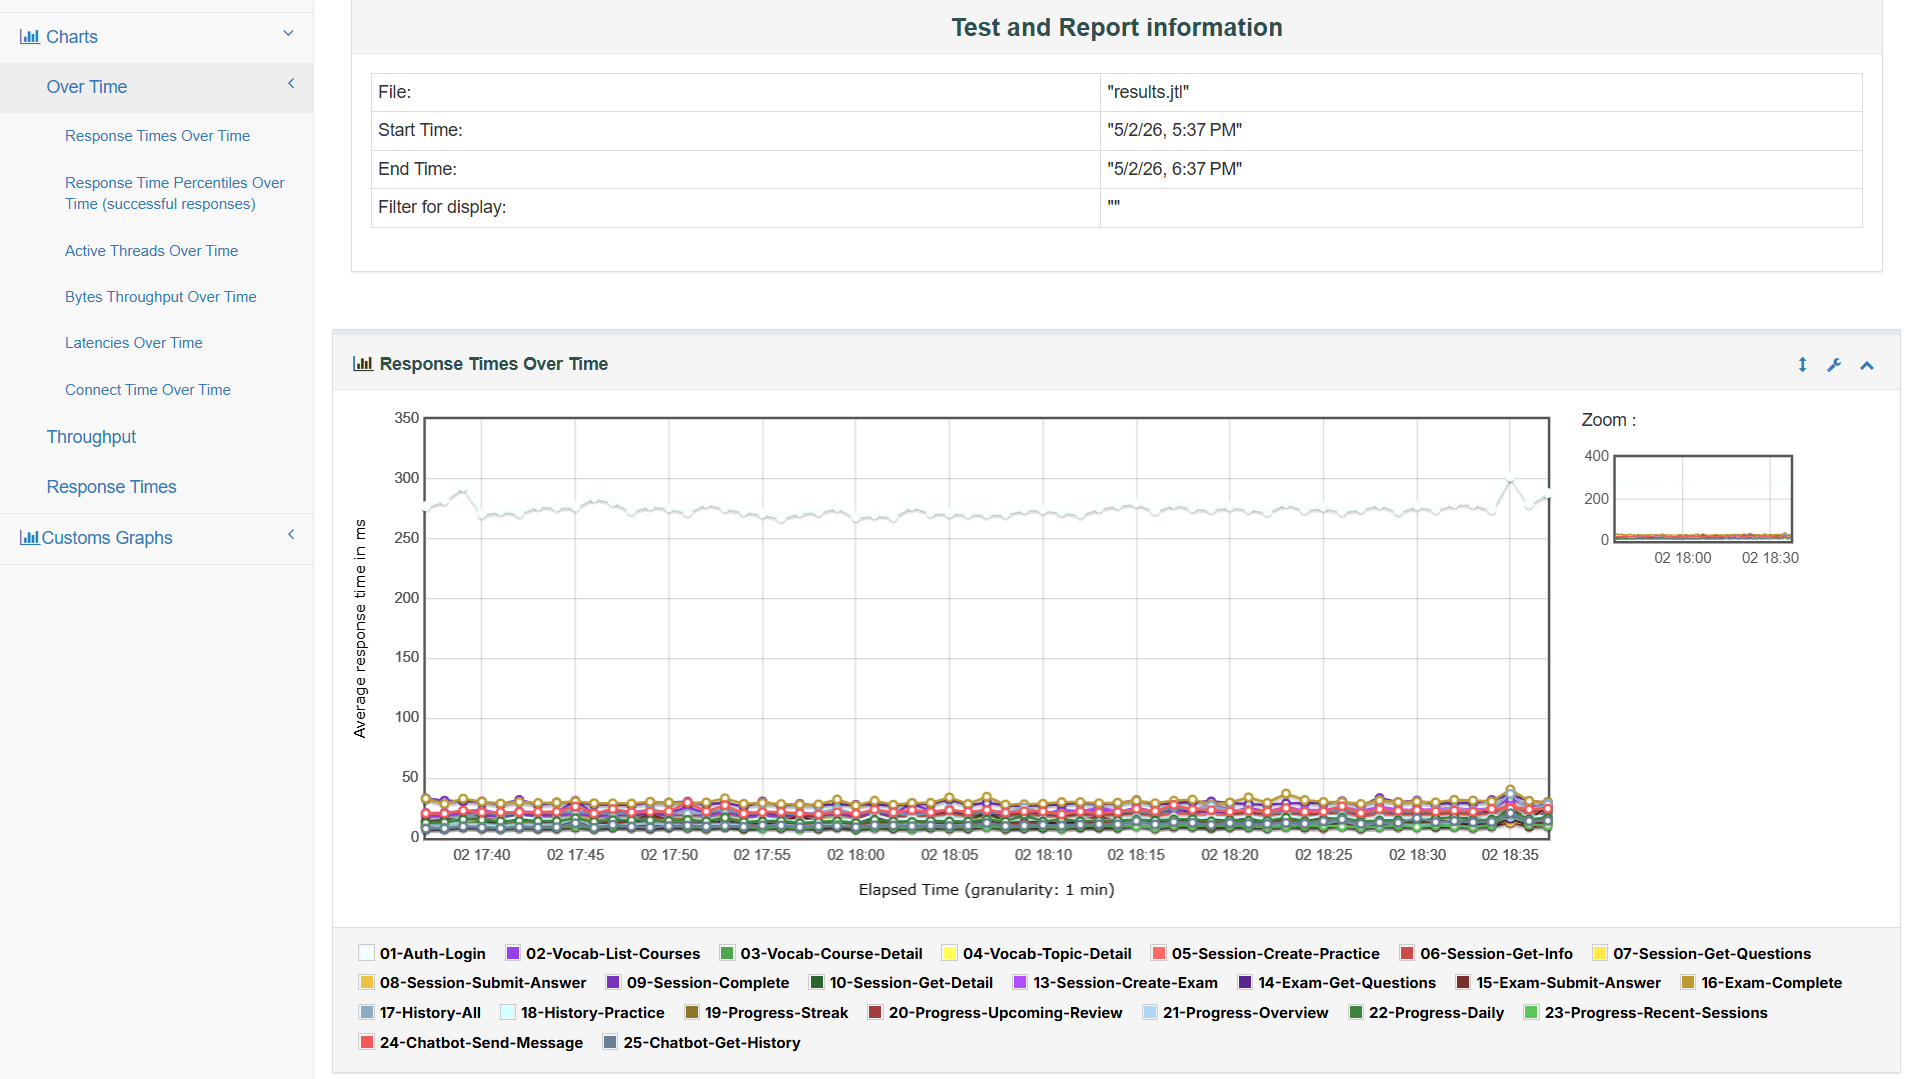 Charts
Over Time
Response Times Over Time
Response Time Percentiles Over
Time (successful responses)
Active Threads Over Time
Bytes Throughput Over Time
Latencies Over Time
Connect Time Over Time
Throughput
Response Times
Customs Graphs
Test and Report information
File: "results.jtl"
Start Time: "5/2/26, 5:37 PM"
End Time: "5/2/26, 6:37 PM"
Filter for display: ""
Response Times Over Time
Average response time in ms
350
300
250
200
150
100
50
0
02 17:40 02 17:45 02 17:50 02 17:55 02 18:00 02 18:05 02 18:10 02 18:15 02 18:20 02 18:25 02 18:30 02 18:35
Elapsed Time (granularity: 1 min)
Zoom :
400
200
0
02 18:00 02 18:30
01-Auth-Login 02-Vocab-List-Courses 03-Vocab-Course-Detail 04-Vocab-Topic-Detail 05-Session-Create-Practice 06-Session-Get-Info 07-Session-Get-Questions
08-Session-Submit-Answer 09-Session-Complete 10-Session-Get-Detail 13-Session-Create-Exam 14-Exam-Get-Questions 15-Exam-Submit-Answer 16-Exam-Complete
17-History-All 18-History-Practice 19-Progress-Streak 20-Progress-Upcoming-Review 21-Progress-Overview 22-Progress-Daily 23-Progress-Recent-Sessions
24-Chatbot-Send-Message 25-Chatbot-Get-History